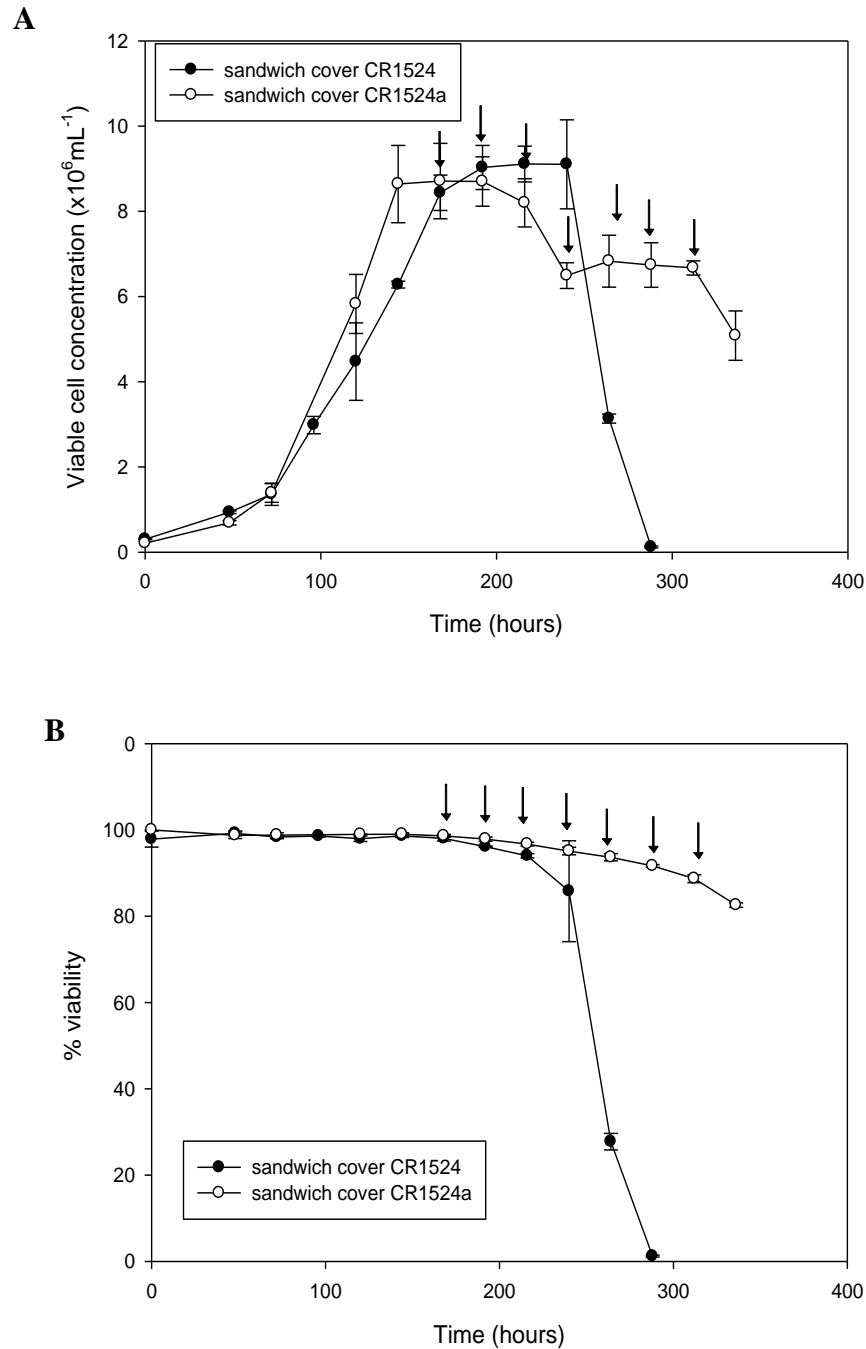 A
12
10
8
6
4
2
0
sandwich cover CR1524
sandwich cover CR1524a
Viable cell concentration (x10⁶mL⁻¹)
0 100 200 300 400
Time (hours)
B
0
100
80
60
40
20
0
% viability
sandwich cover CR1524
sandwich cover CR1524a
0 100 200 300 400
Time (hours)